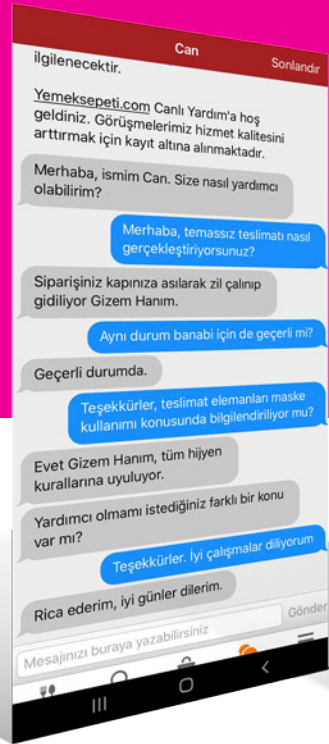 Can
Sonlandır
ilgilenecektir.
Yemeksepeti.com Canlı Yardım'a hoş
geldiniz. Görüşmelerimiz hizmet kalitesini
arttırmak için kayıt altına alınmaktadır.
Merhaba, ismim Can. Size nasıl yardımcı
olabilirim?
Merhaba, temassız teslimatı nasıl
gerçekleştiriyorsunuz?
Siparişiniz kapınıza asılarak zil çalınıp
gidiliyor Gizem Hanım.
Aynı durum banabi için de geçerli mi?
Geçerli durumda.
Teşekkürler, teslimat elemanları maske
kullanımı konusunda bilgilendiriliyor mu?
Evet Gizem Hanım, tüm hijyen
kurallarına uyuluyor.
Yardımcı olmamı istediğiniz farklı bir konu
var mı?
Teşekkürler. İyi çalışmalar diliyorum
Rica ederim, iyi günler dilerim.
Mesajınızı buraya yazabilirsiniz
Gönder